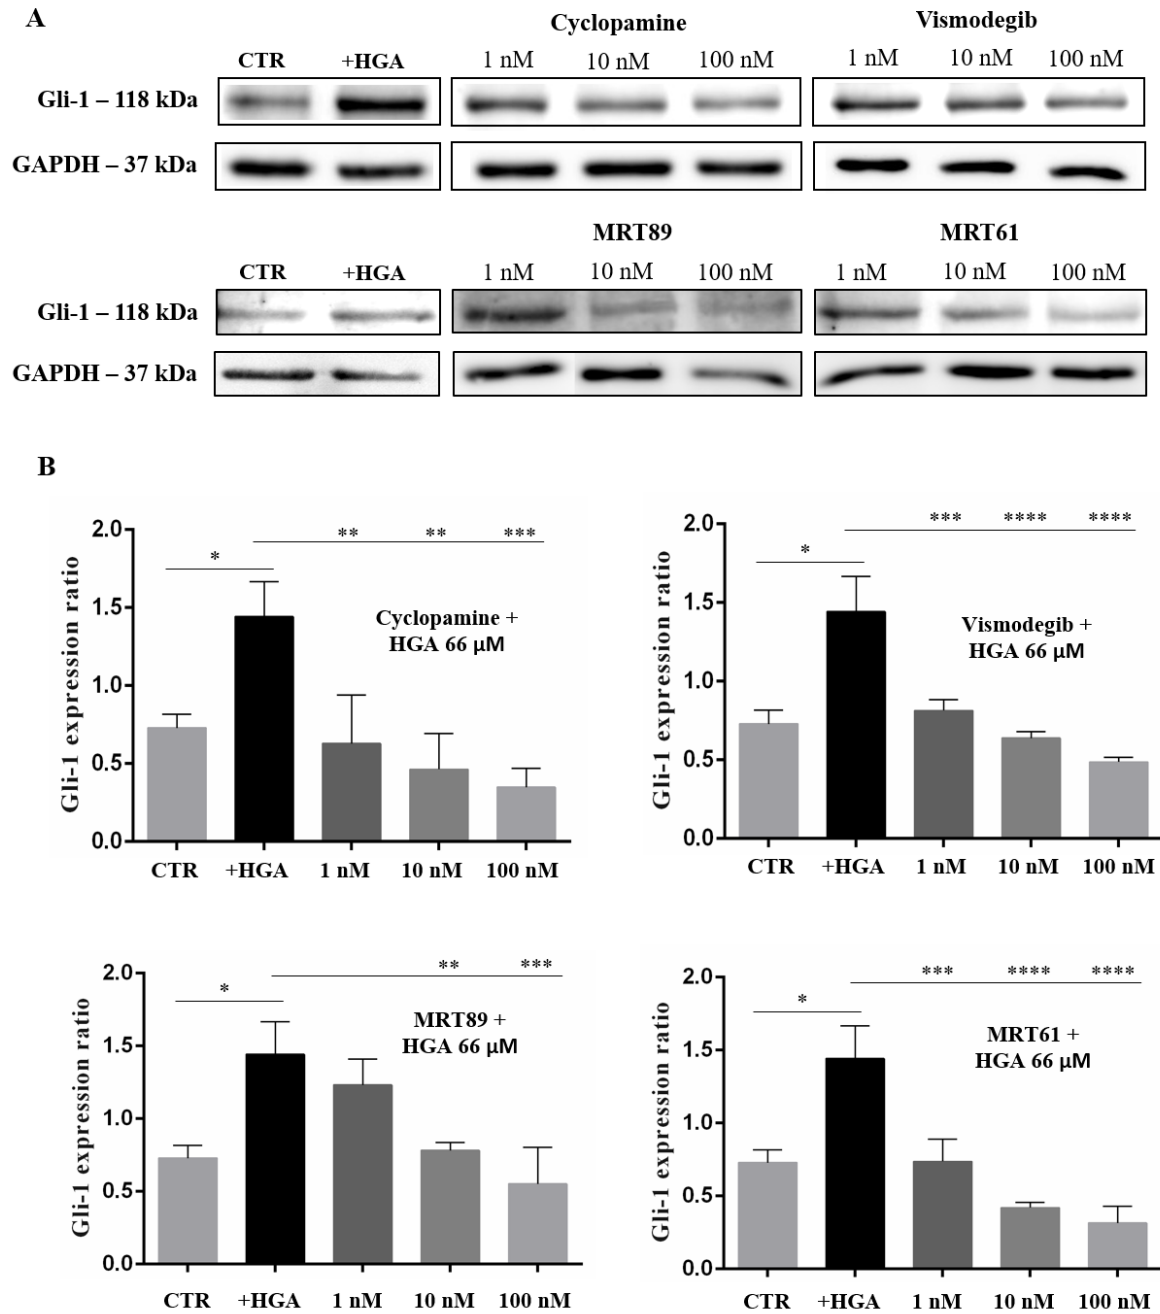 A
Cyclopamine
Vismodegib
CTR +HGA 1 nM 10 nM 100 nM 1 nM 10 nM 100 nM
Gli-1 – 118 kDa
GAPDH – 37 kDa
MRT89 MRT61
CTR +HGA 1 nM 10 nM 100 nM 1 nM 10 nM 100 nM
Gli-1 – 118 kDa
GAPDH – 37 kDa
B
Gli-1 expression ratio
2.0
1.5
1.0
0.5
0.0
* ** ** ***
Cyclopamine +
HGA 66 µM
CTR +HGA 1 nM 10 nM 100 nM
Gli-1 expression ratio
2.0
1.5
1.0
0.5
0.0
* *** **** ****
Vismodegib +
HGA 66 µM
CTR +HGA 1 nM 10 nM 100 nM
Gli-1 expression ratio
2.0
1.5
1.0
0.5
0.0
* ** ***
MRT89 +
HGA 66 µM
CTR +HGA 1 nM 10 nM 100 nM
Gli-1 expression ratio
2.0
1.5
1.0
0.5
0.0
* *** **** ****
MRT61 +
HGA 66 µM
CTR +HGA 1 nM 10 nM 100 nM